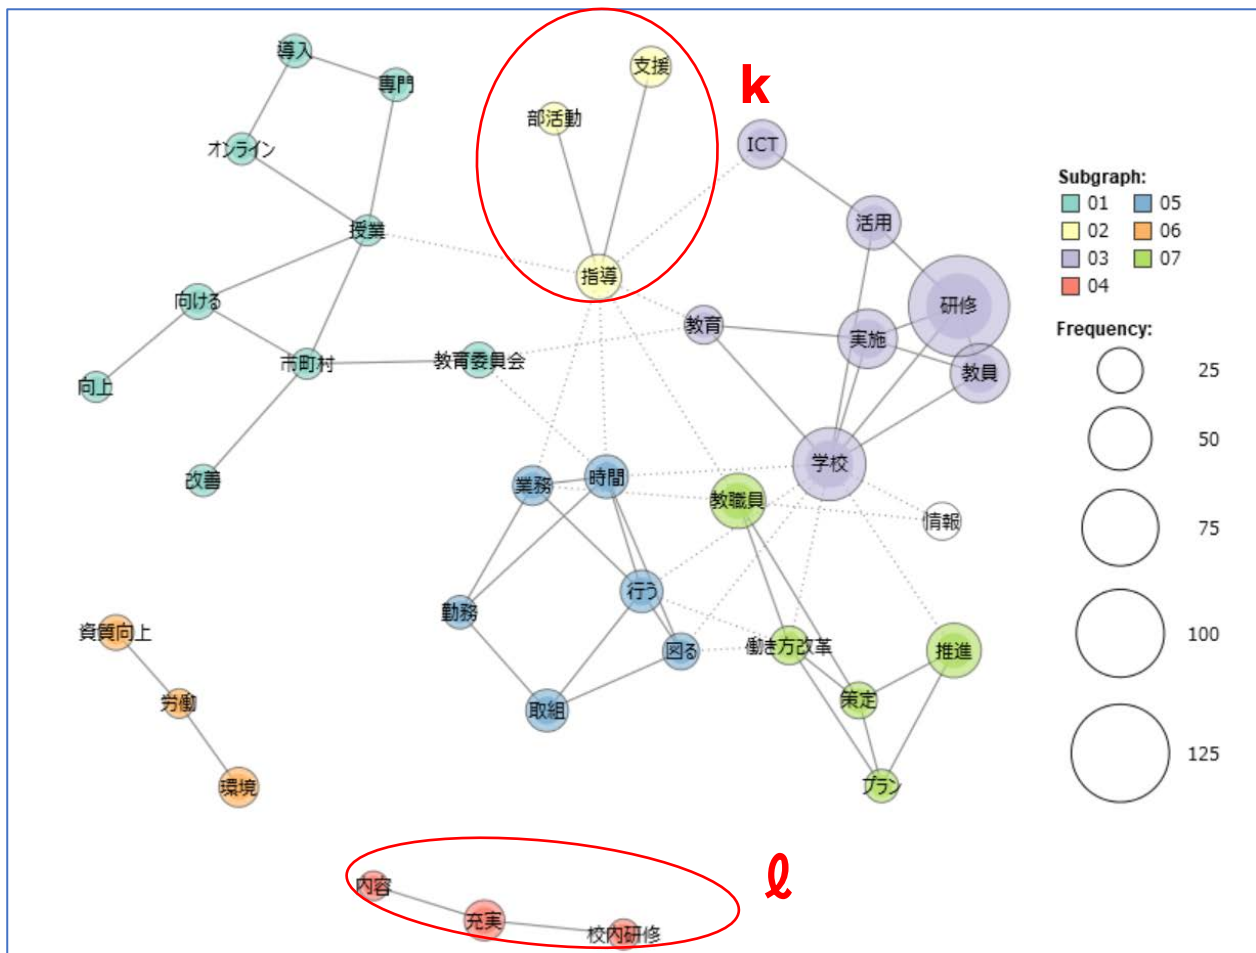 導入
専門
オンライン
授業
向ける
向上
市町村
教育委員会
改善
支援
部活動
指導
k
ICT
活用
研修
教育
実施
教員
学校
情報
業務
時間
勤務
行う
図る
取組
教職員
働き方改革
推進
策定
プラン
資質向上
労働
環境
内容
充実
校内研修
ℓ
Subgraph:
01 05
02 06
03 07
04
Frequency:
25
50
75
100
125